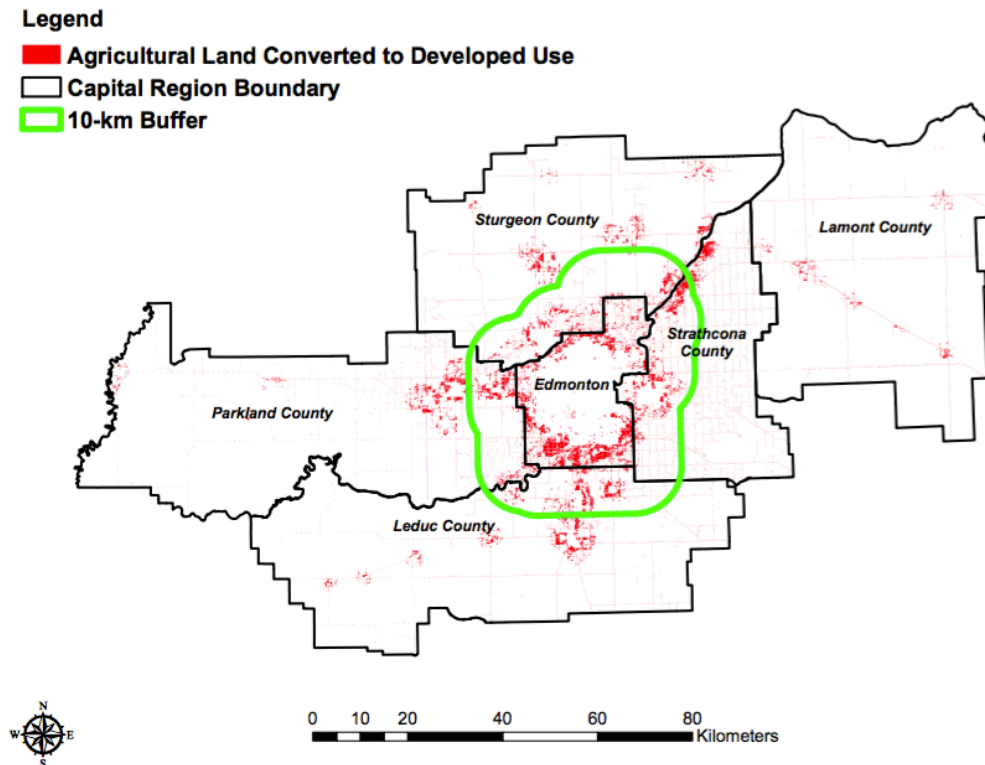 Legend
Agricultural Land Converted to Developed Use
Capital Region Boundary
10-km Buffer
Sturgeon County
Lamont County
Strathcona
County
Edmonton
Parkland County
Leduc County
N
W E
S
0 10 20 40 60 80
Kilometers